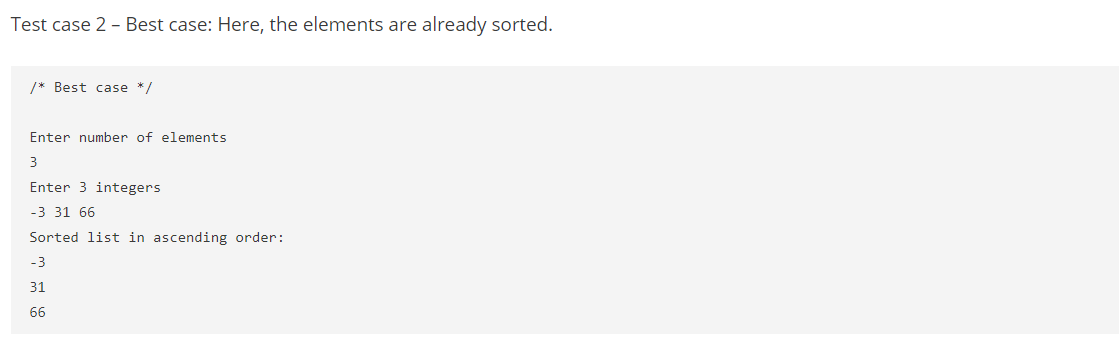 Test case 2 – Best case: Here, the elements are already sorted.
/* Best case */
Enter number of elements
3
Enter 3 integers
-3 31 66
Sorted list in ascending order:
-3
31
66